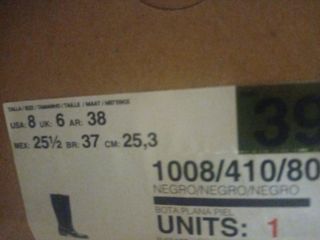 TALLA / SIZE / TAMANHO / TAILLE / MAAT /
USA: 8 UK: 6 AR: 38
MEX: 25½ BR: 37 CM: 25,3
39
1008/410/80
NEGRO/NEGRO/NEGRO
BOTA PLANA PIEL
UNITS: 1